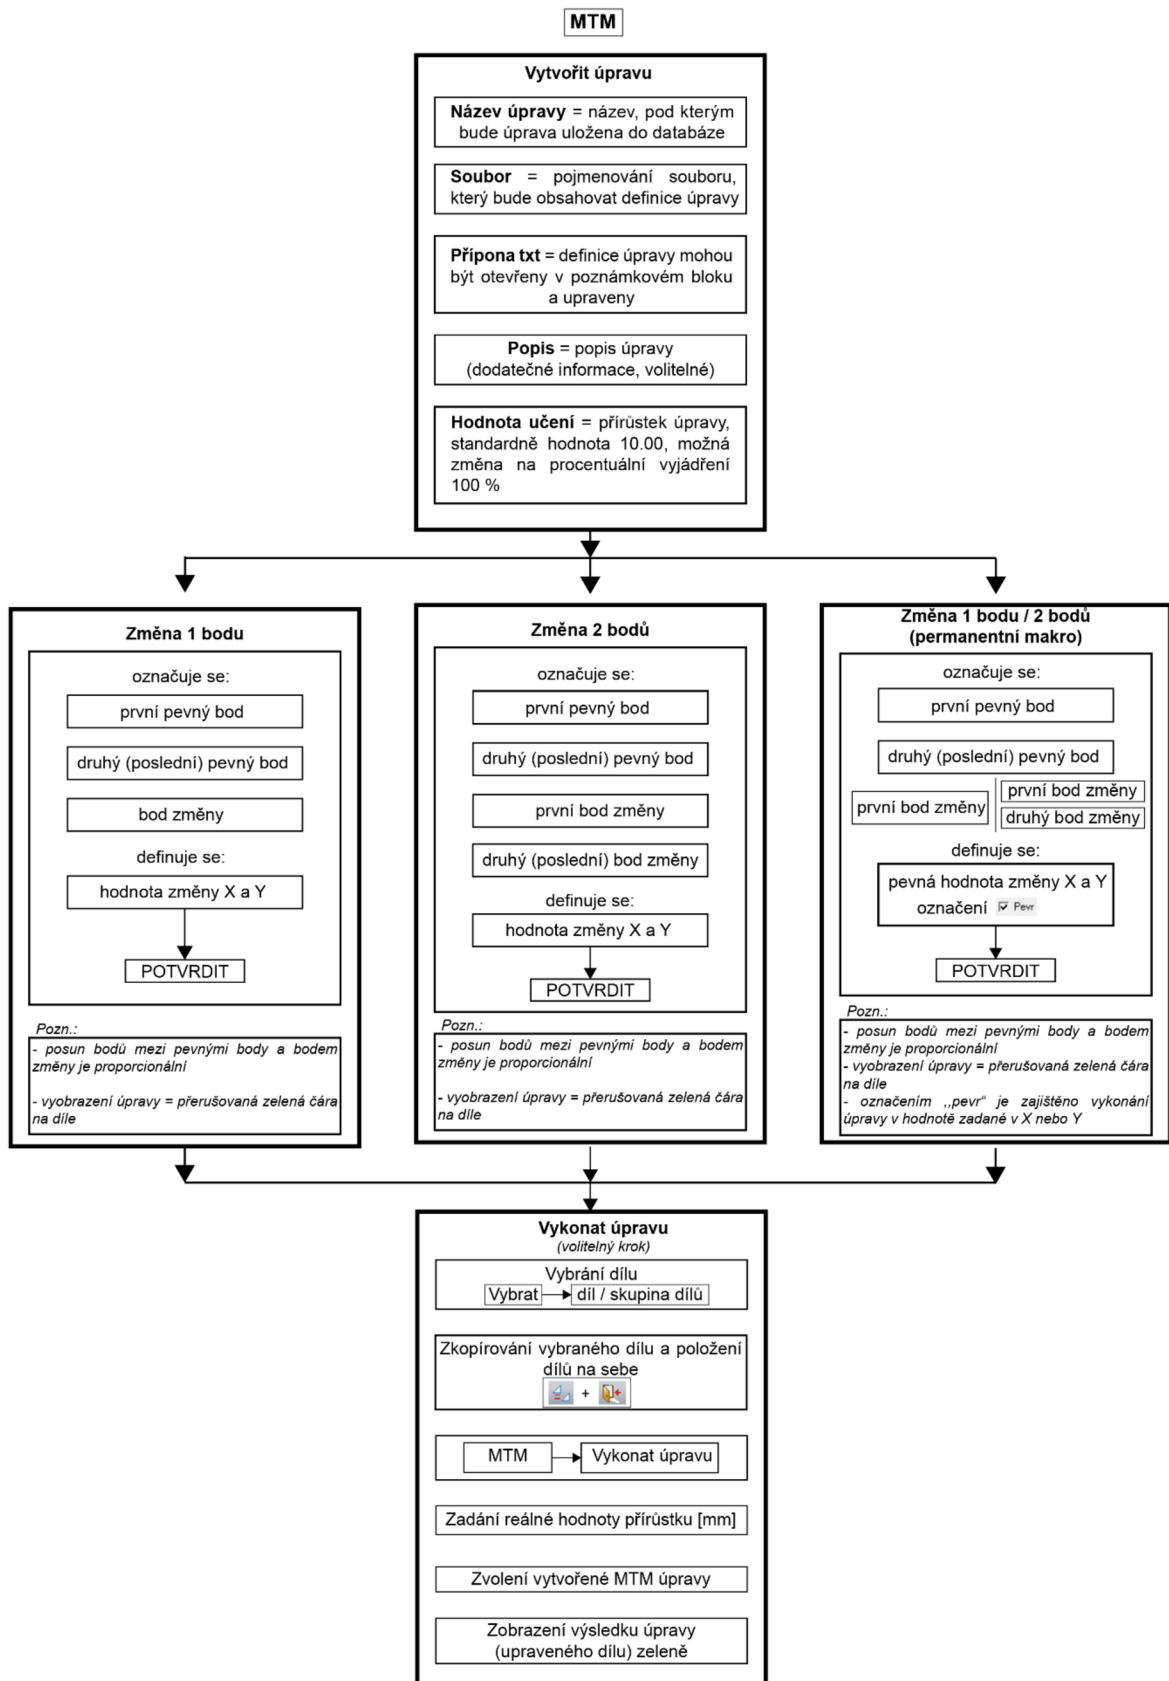 MTM
Vytvořit úpravu
Název úpravy = název, pod kterým
bude úprava uložena do databáze
Soubor = pojmenování souboru,
který bude obsahovat definice úpravy
Přípona txt = definice úpravy mohou
být otevřeny v poznámkovém bloku
a upraveny
Popis = popis úpravy
(dodatečné informace, volitelné)
Hodnota učení = přírůstek úpravy,
standardně hodnota 10.00, možná
změna na procentuální vyjádření
100 %
Změna 1 bodu
označuje se:
první pevný bod
druhý (poslední) pevný bod
bod změny
definuje se:
hodnota změny X a Y
POTVRDIT
Pozn.:
- posun bodů mezi pevnými body a bodem
změny je proporcionální
- vyobrazení úpravy = přerušovaná zelená čára
na díle
Změna 2 bodů
označuje se:
první pevný bod
druhý (poslední) pevný bod
první bod změny
druhý (poslední) bod změny
definuje se:
hodnota změny X a Y
POTVRDIT
Pozn.:
- posun bodů mezi pevnými body a bodem
změny je proporcionální
- vyobrazení úpravy = přerušovaná zelená čára
na díle
Změna 1 bodu / 2 bodů
(permanentní makro)
označuje se:
první pevný bod
druhý (poslední) pevný bod
první bod změny
první bod změny
druhý bod změny
definuje se:
pevná hodnota změny X a Y
označení Pevr
POTVRDIT
Pozn.:
- posun bodů mezi pevnými body a bodem
změny je proporcionální
- vyobrazení úpravy = přerušovaná zelená čára
na díle
- označením ,,pevr“ je zajištěno vykonání
úpravy v hodnotě zadané v X nebo Y
Vykonat úpravu
(volitelný krok)
Vybrání dílu
Vybrat díl / skupina dílů
Zkopírování vybraného dílu a položení
dílů na sebe
+
MTM Vykonat úpravu
Zadání reálné hodnoty přírůstku [mm]
Zvolení vytvořené MTM úpravy
Zobrazení výsledku úpravy
(upraveného dílu) zeleně